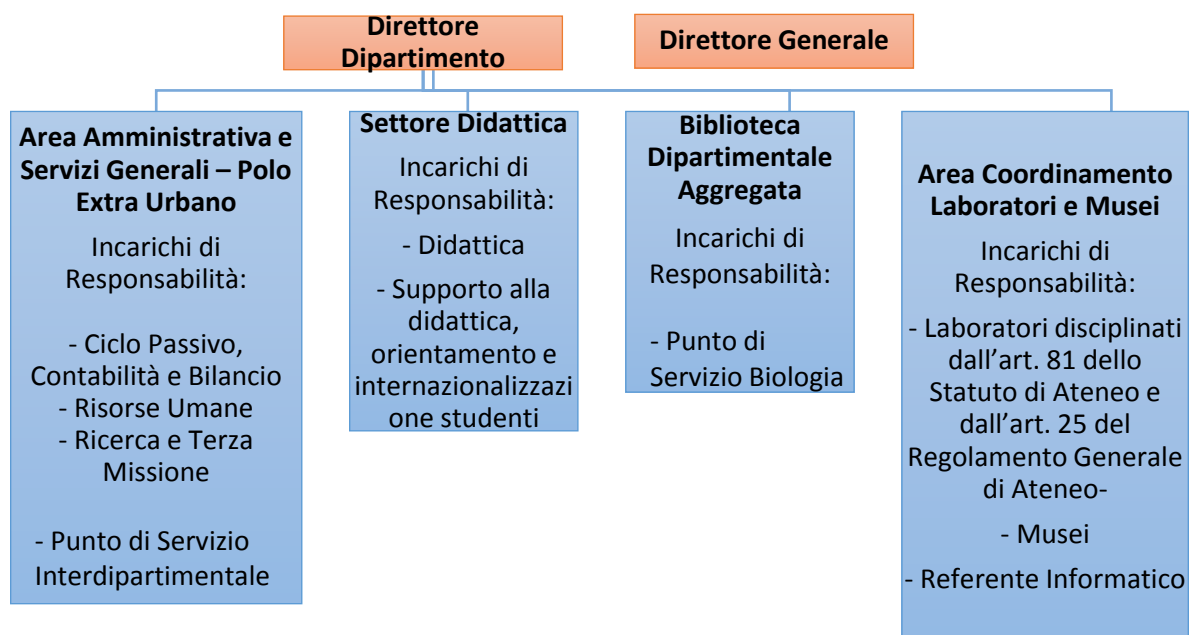 Direttore
Dipartimento
Direttore Generale
Area Amministrativa e
Servizi Generali – Polo
Extra Urbano
Incarichi di
Responsabilità:
- Ciclo Passivo,
Contabilità e Bilancio
- Risorse Umane
- Ricerca e Terza
Missione
- Punto di Servizio
Interdipartimentale
Settore Didattica
Incarichi di
Responsabilità:
- Didattica
- Supporto alla
didattica,
orientamento e
internazionalizzazi
one studenti
Biblioteca
Dipartimentale
Aggregata
Incarichi di
Responsabilità:
- Punto di
Servizio Biologia
Area Coordinamento
Laboratori e Musei
Incarichi di
Responsabilità:
- Laboratori disciplinati
dall’art. 81 dello
Statuto di Ateneo e
dall’art. 25 del
Regolamento Generale
di Ateneo-
- Musei
- Referente Informatico